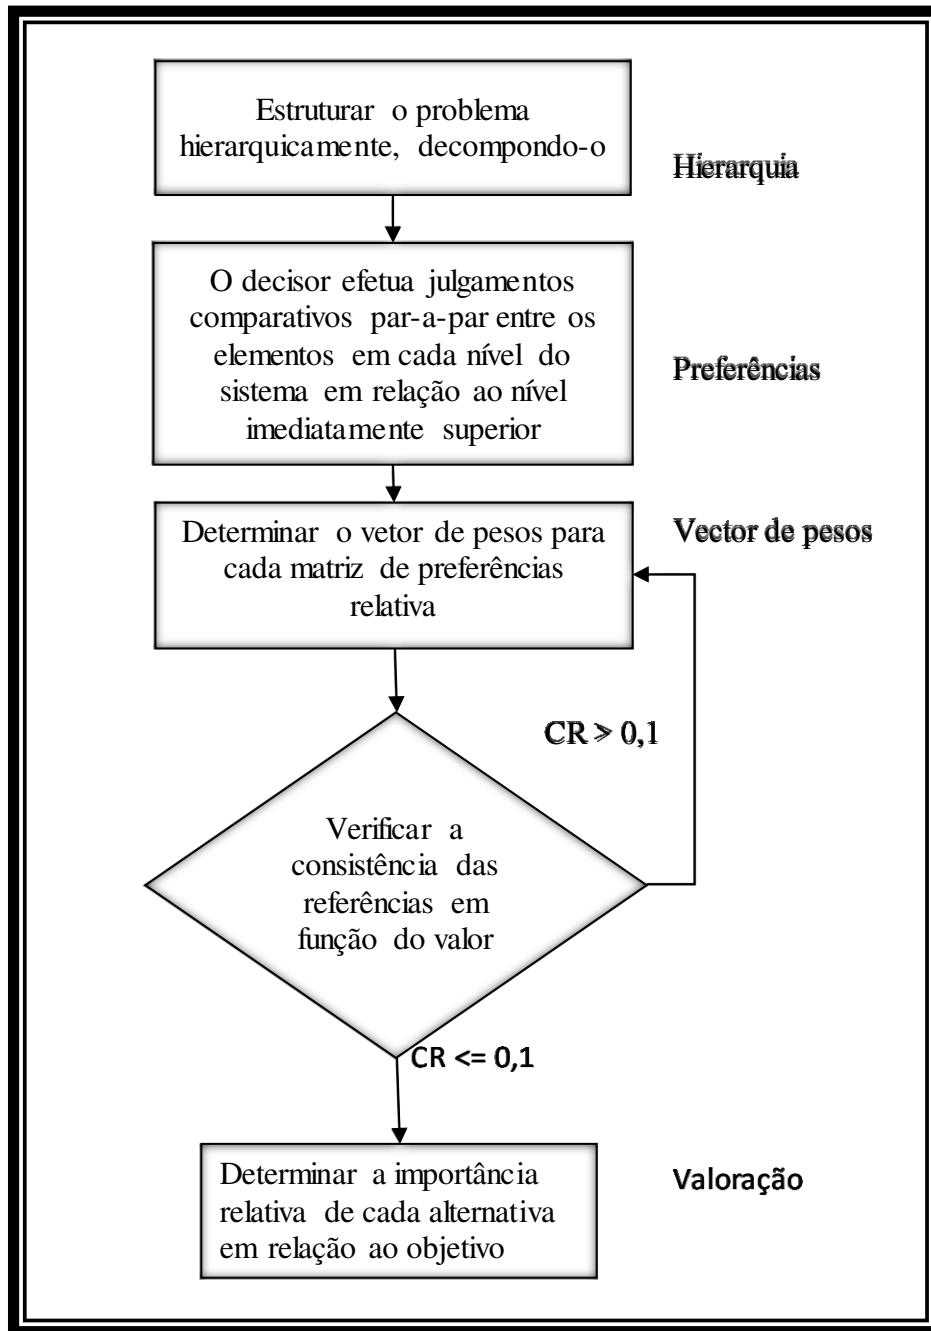 Estruturar o problema
hierarquicamente, decompondo-o
Hierarquia
O decisor efetua julgamentos
comparativos par-a-par entre os
elementos em cada nível do
sistema em relação ao nível
imediatamente superior
Preferências
Determinar o vetor de pesos para
cada matriz de preferências
relativa
Vector de pesos
CR > 0,1
Verificar a
consistência das
referências em
função do valor
CR <= 0,1
Determinar a importância
relativa de cada alternativa
em relação ao objetivo
Valoração